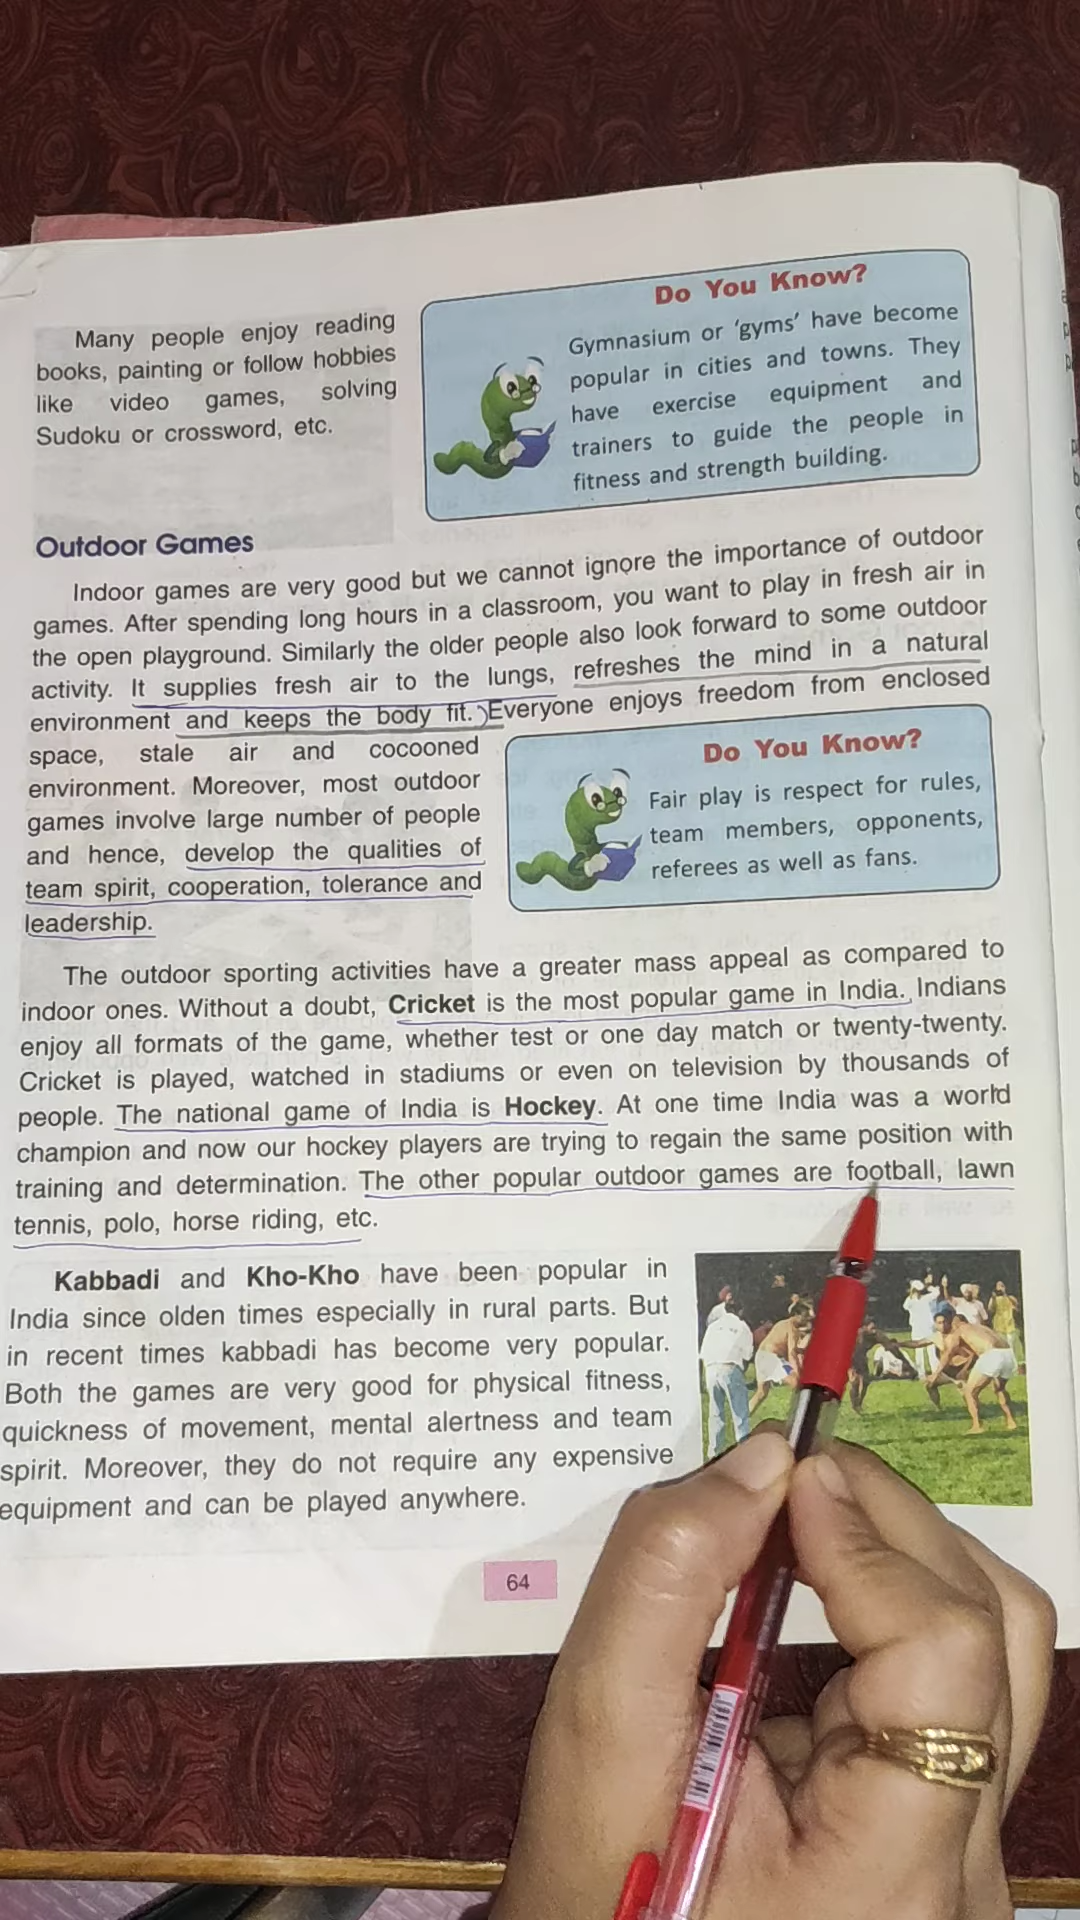 Many people enjoy reading
books, painting or follow hobbies
like video games, solving
Sudoku or crossword, etc.
Do You Know?
Gymnasium or 'gyms' have become
popular in cities and towns. They
have exercise equipment and
trainers to guide the people in
fitness and strength building.
Outdoor Games
Indoor games are very good but we cannot ignore the importance of outdoor
games. After spending long hours in a classroom, you want to play in fresh air in
the open playground. Similarly the older people also look forward to some outdoor
activity. It supplies fresh air to the lungs, refreshes the mind in a natural
environment and keeps the body fit. Everyone enjoys freedom from enclosed
space, stale air and cocooned
environment. Moreover, most outdoor
games involve large number of people
and hence, develop the qualities of
team spirit, cooperation, tolerance and
leadership.
Do You Know?
Fair play is respect for rules,
team members, opponents,
referees as well as fans.
The outdoor sporting activities have a greater mass appeal as compared to
indoor ones. Without a doubt, Cricket is the most popular game in India. Indians
enjoy all formats of the game, whether test or one day match or twenty-twenty.
Cricket is played, watched in stadiums or even on television by thousands of
people. The national game of India is Hockey. At one time India was a world
champion and now our hockey players are trying to regain the same position with
training and determination. The other popular outdoor games are football, lawn
tennis, polo, horse riding, etc.
Kabbadi and Kho-Kho have been popular in
India since olden times especially in rural parts. But
in recent times kabbadi has become very popular.
Both the games are very good for physical fitness,
quickness of movement, mental alertness and team
spirit. Moreover, they do not require any expensive
equipment and can be played anywhere.
64